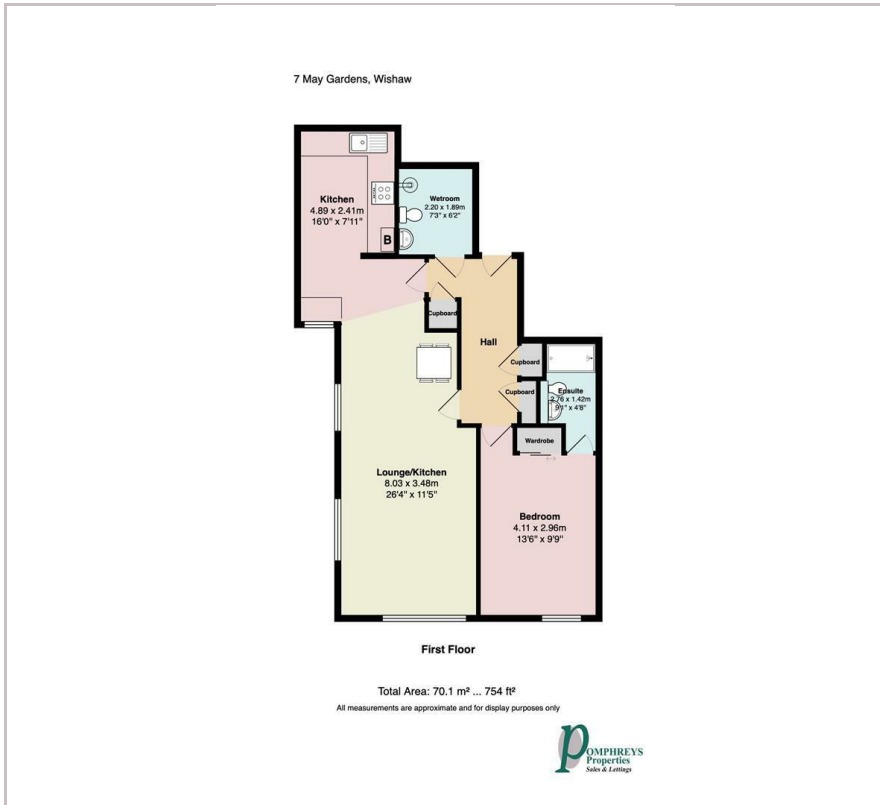 7 May Gardens, Wishaw
Kitchen
4.89 x 2.41m
16'0" x 7'11"
B
Wetroom
2.20 x 1.89m
7'3" x 6'2"
Cupboard
Hall
Cupboard
Cupboard
Ensuite
2.76 x 1.42m
9'1" x 4'8"
Wardrobe
Lounge/Kitchen
8.03 x 3.48m
26'4" x 11'5"
Bedroom
4.11 x 2.96m
13'6" x 9'9"
First Floor
Total Area: 70.1 m² ... 754 ft²
All measurements are approximate and for display purposes only
POMPHREYS
Properties
Sales & Lettings